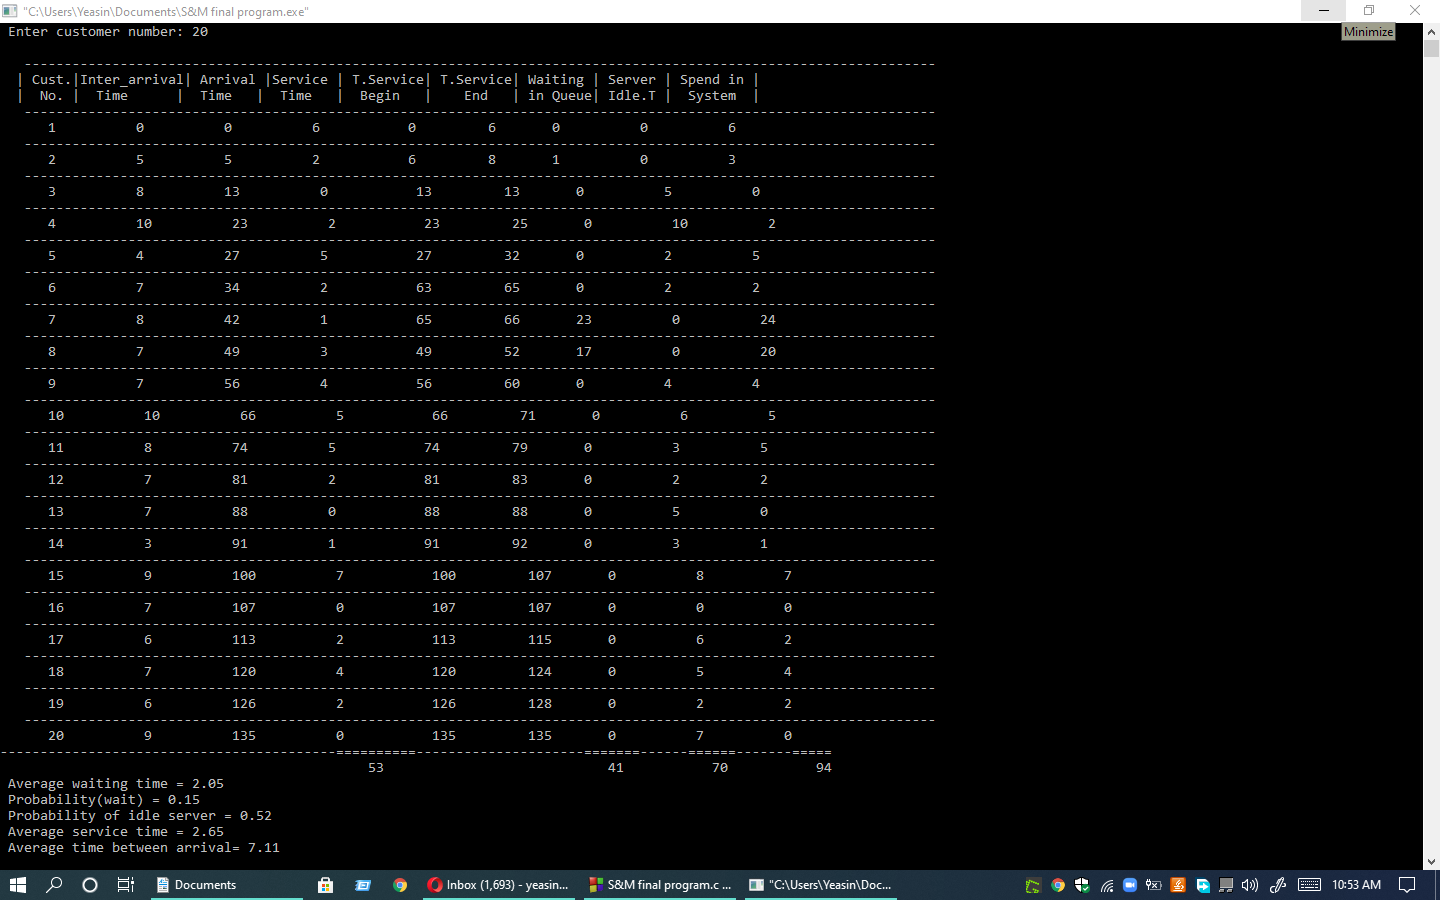 "C:\Users\Yeasin\Documents\S&M final program.exe"
Minimize
Enter customer number: 20
--------------------------------------------------------------------------------------------------------------------
| Cust.|Inter_arrival| Arrival |Service | T.Service| T.Service| Waiting | Server | Spend in |
| No. | Time | Time | Time | Begin | End | in Queue| Idle.T | System |
--------------------------------------------------------------------------------------------------------------------
1 0 0 6 0 6 0 0 6
--------------------------------------------------------------------------------------------------------------------
2 5 5 2 6 8 1 0 3
--------------------------------------------------------------------------------------------------------------------
3 8 13 0 13 13 0 5 0
--------------------------------------------------------------------------------------------------------------------
4 10 23 2 23 25 0 10 2
--------------------------------------------------------------------------------------------------------------------
5 4 27 5 27 32 0 2 5
--------------------------------------------------------------------------------------------------------------------
6 7 34 2 63 65 0 2 2
--------------------------------------------------------------------------------------------------------------------
7 8 42 1 65 66 23 0 24
--------------------------------------------------------------------------------------------------------------------
8 7 49 3 49 52 17 0 20
--------------------------------------------------------------------------------------------------------------------
9 7 56 4 56 60 0 4 4
--------------------------------------------------------------------------------------------------------------------
10 10 66 5 66 71 0 6 5
--------------------------------------------------------------------------------------------------------------------
11 8 74 5 74 79 0 3 5
--------------------------------------------------------------------------------------------------------------------
12 7 81 2 81 83 0 2 2
--------------------------------------------------------------------------------------------------------------------
13 7 88 0 88 88 0 5 0
--------------------------------------------------------------------------------------------------------------------
14 3 91 1 91 92 0 3 1
--------------------------------------------------------------------------------------------------------------------
15 9 100 7 100 107 0 8 7
--------------------------------------------------------------------------------------------------------------------
16 7 107 0 107 107 0 0 0
--------------------------------------------------------------------------------------------------------------------
17 6 113 2 113 115 0 6 2
--------------------------------------------------------------------------------------------------------------------
18 7 120 4 120 124 0 5 4
--------------------------------------------------------------------------------------------------------------------
19 6 126 2 126 128 0 2 2
--------------------------------------------------------------------------------------------------------------------
20 9 135 0 135 135 0 7 0
------------------------------------------==========---------------------=======------======-------=====
53 41 70 94
Average waiting time = 2.05
Probability(wait) = 0.15
Probability of idle server = 0.52
Average service time = 2.65
Average time between arrival= 7.11
Documents
Inbox (1,693) - yeasin...
S&M final program.c ...
"C:\Users\Yeasin\Doc...
10:53 AM